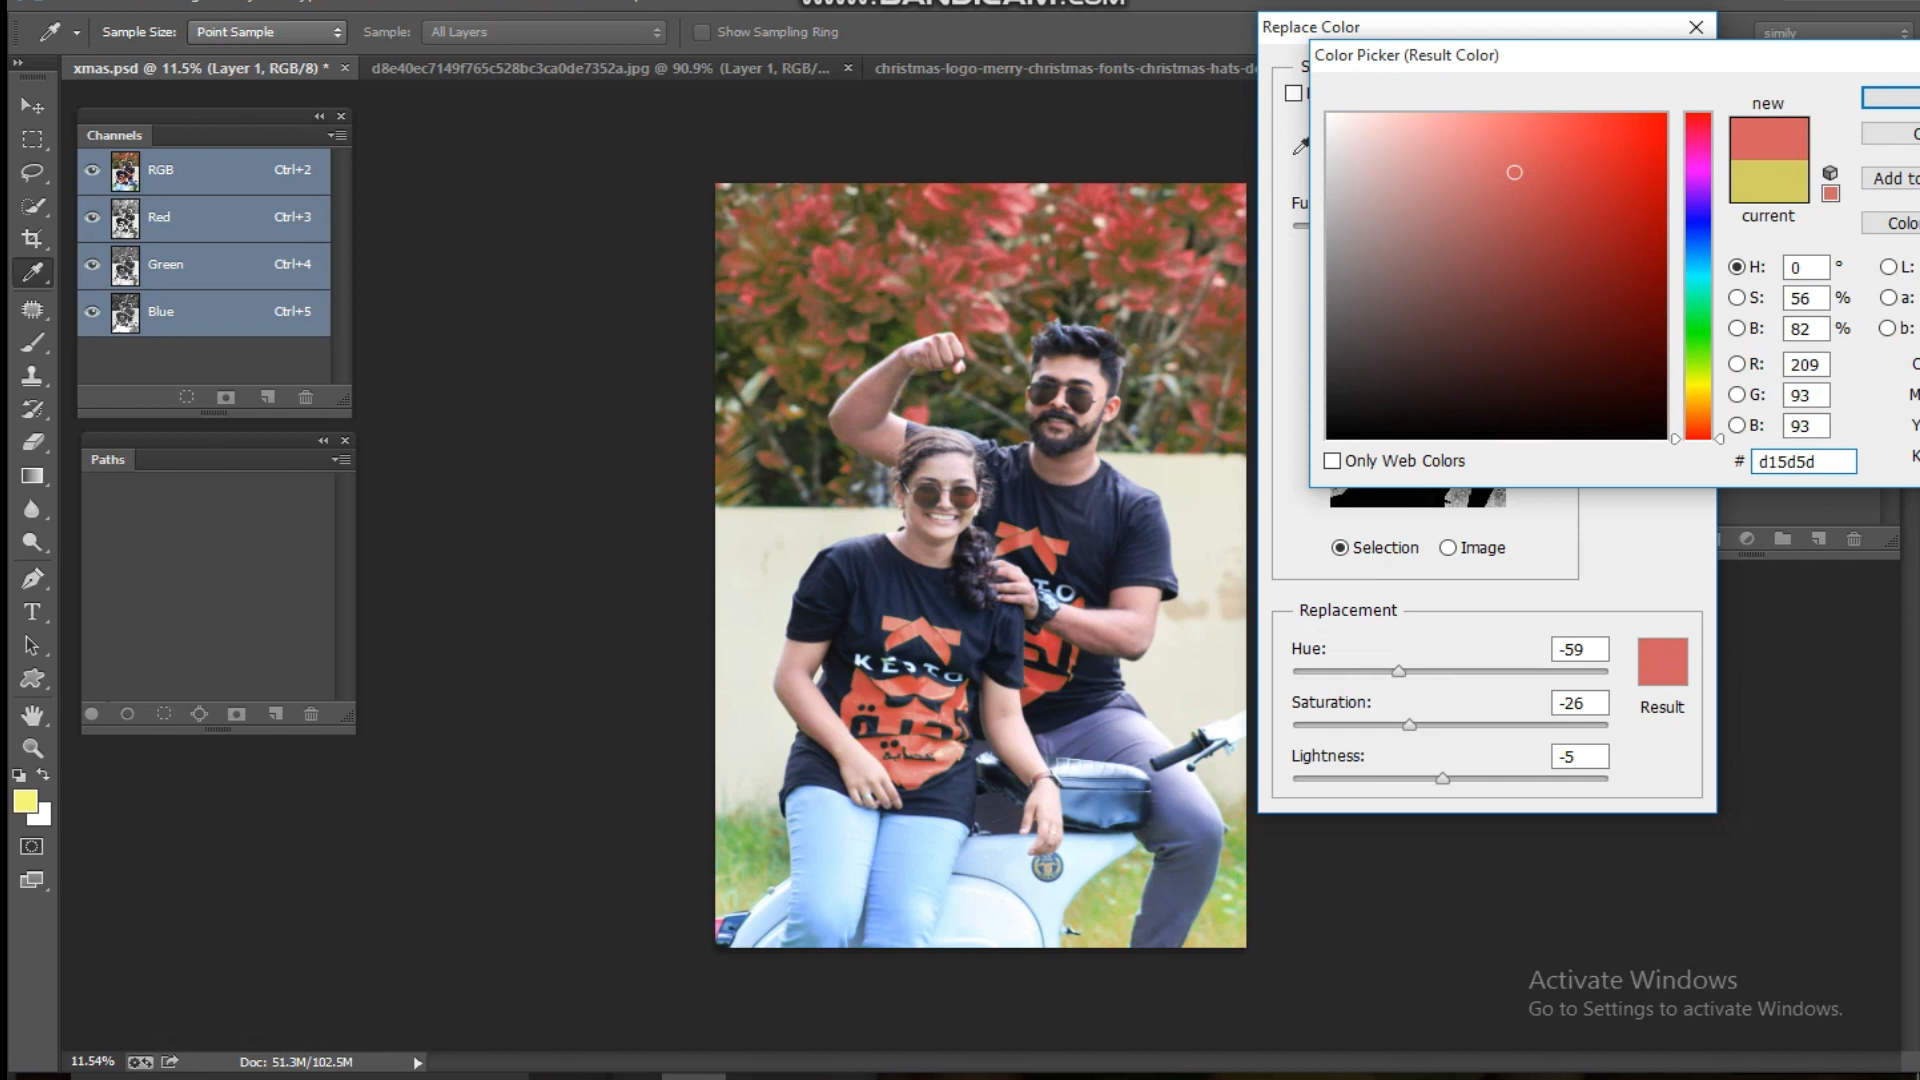 www.BANDICAM.com
Sample Size: Point Sample Sample: All Layers Show Sampling Ring
simily
xmas.psd @ 11.5% (Layer 1, RGB/8) * × d8e40ec7149f765c528bc3ca0de7352a.jpg @ 90.9% (Layer 1, RGB/... × christmas-logo-merry-christmas-fonts-christmas-hats-d
Channels
RGB Ctrl+2
Red Ctrl+3
Green Ctrl+4
Blue Ctrl+5
Paths
KESTO
Replace Color
Color Picker (Result Color)
Fu
new
current
Add to
Color
H: 0 ° L:
S: 56 % a:
B: 82 % b:
R: 209
G: 93 M
B: 93 Y
# d15d5d K
Only Web Colors
Selection Image
Replacement
Hue: -59
Saturation: -26
Lightness: -5
Result
Activate Windows
Go to Settings to activate Windows.
11.54% Doc: 51.3M/102.5M